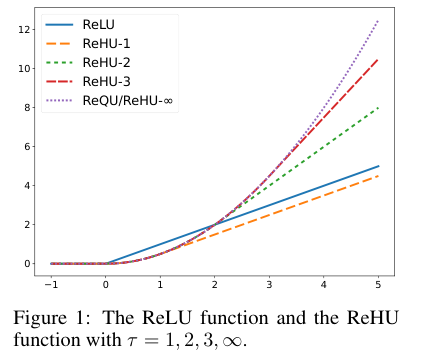 12
10
8
6
4
2
0
ReLU
ReHU-1
ReHU-2
ReHU-3
ReQU/ReHU-∞
−1
0
1
2
3
4
5
Figure 1: The ReLU function and the ReHU
function with τ = 1, 2, 3, ∞.